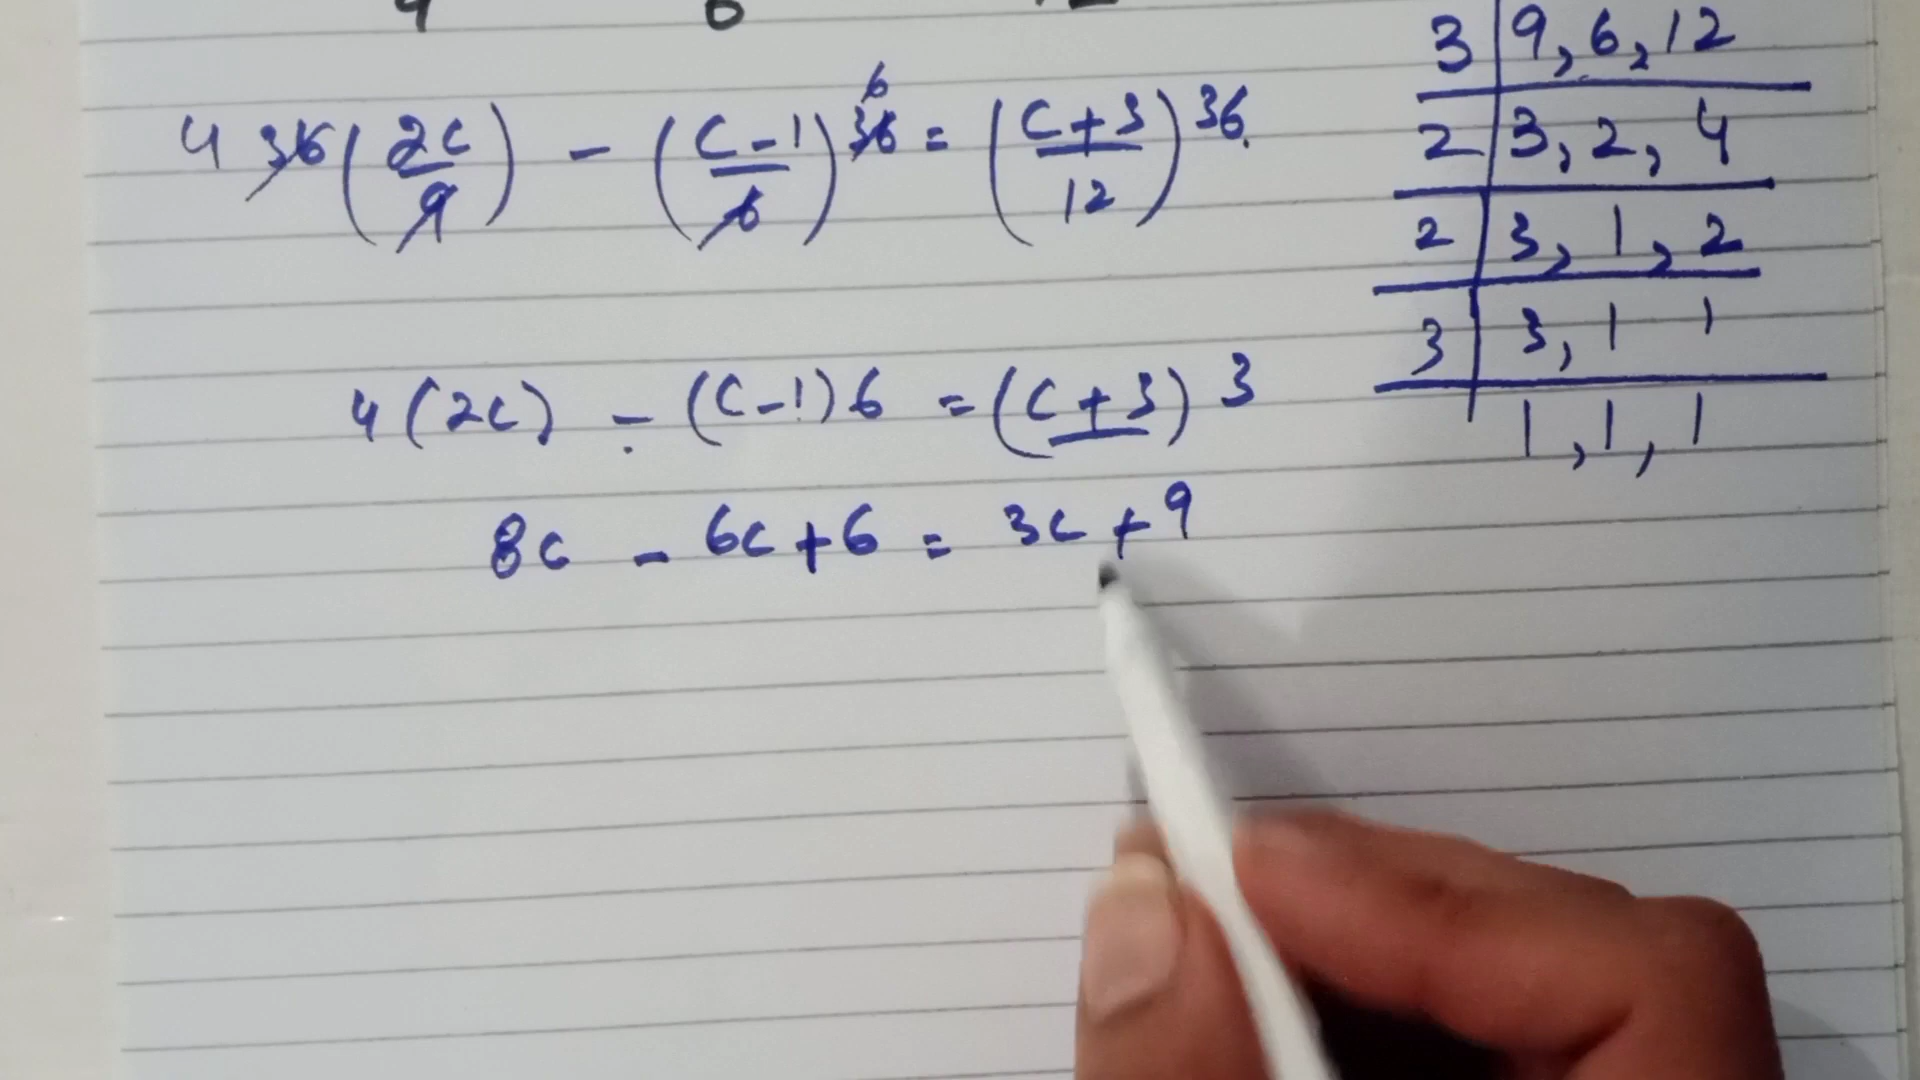 4 36(2c/9) - (c-1/6)36 6 = (c+3/12)36.
4(2c) - (c-1)6 = (c+3)3
8c - 6c+6 = 3c+9
3 | 9, 6, 12
2 | 3, 2, 4
2 | 3, 1, 2
3 | 3, 1 1
1, 1, 1